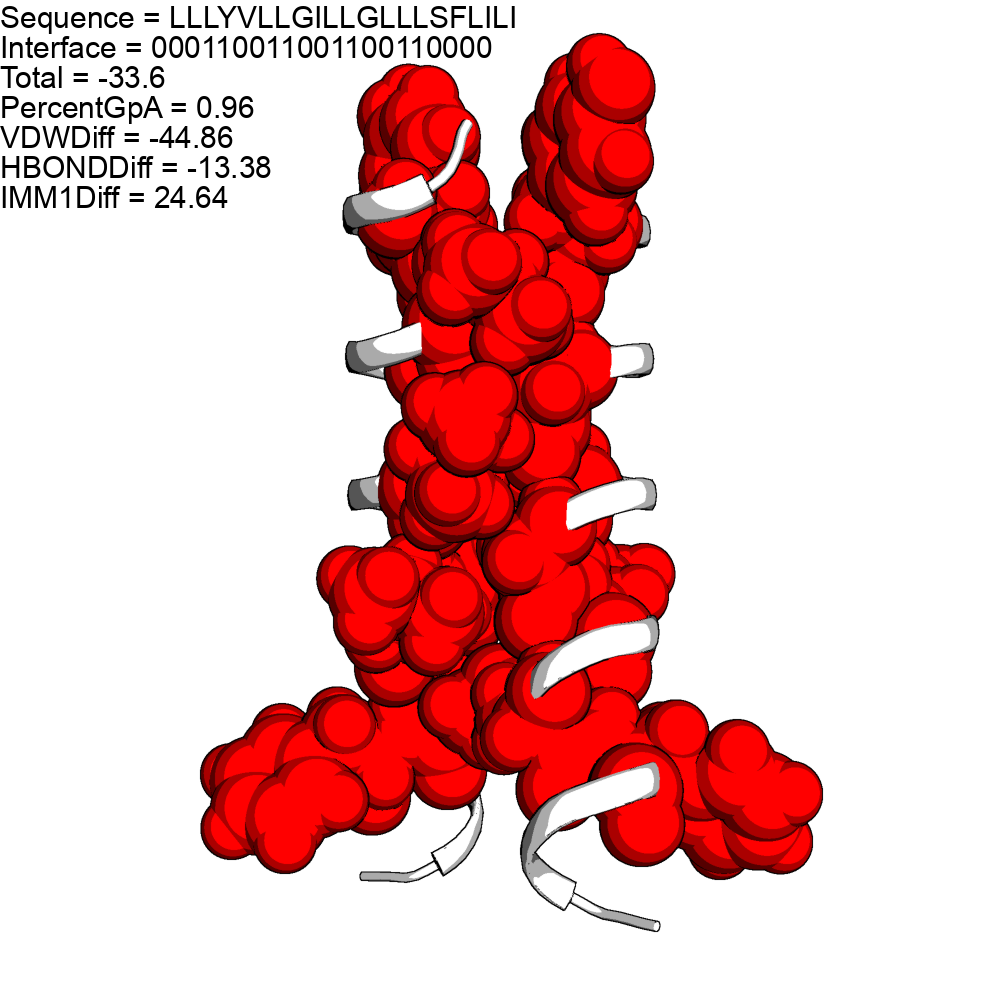 Sequence = LLLYVLLGILLGLLLSFLILI
Interface = 000110011001100110000
Total = -33.6
PercentGpA = 0.96
VDWDiff = -44.86
HBONDDiff = -13.38
IMM1Diff = 24.64